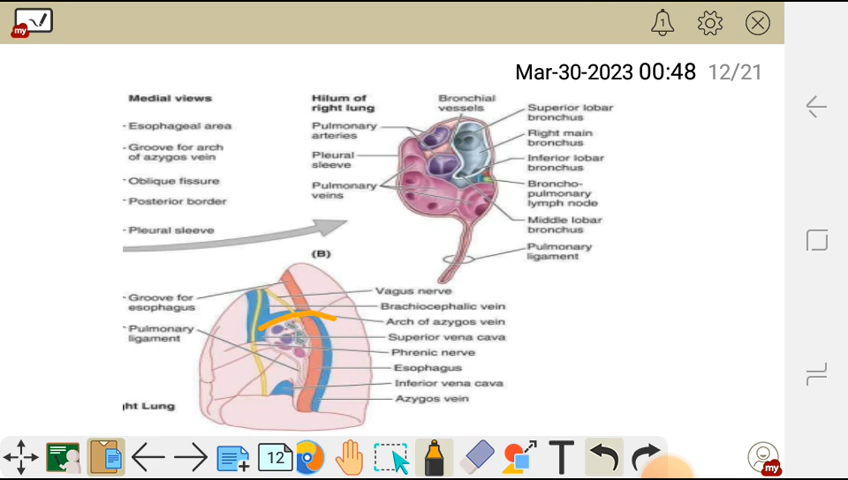 my
1
Mar-30-2023 00:48 12/21
Medial views
Esophageal area
Groove for arch
of azygos vein
Oblique fissure
Posterior border
Pleural sleeve
Hilum of
right lung
Pulmonary
arteries
Pleural
sleeve
Pulmonary
veins
Bronchial
vessels
Superior lobar
bronchus
Right main
bronchus
Inferior lobar
bronchus
Broncho-
pulmonary
lymph node
Middle lobar
bronchus
Pulmonary
ligament
(B)
Groove for
esophagus
Pulmonary
ligament
Vagus nerve
Brachiocephalic vein
Arch of azygos vein
Superior vena cava
Phrenic nerve
Esophagus
Inferior vena cava
Azygos vein
ght Lung
12
T
my